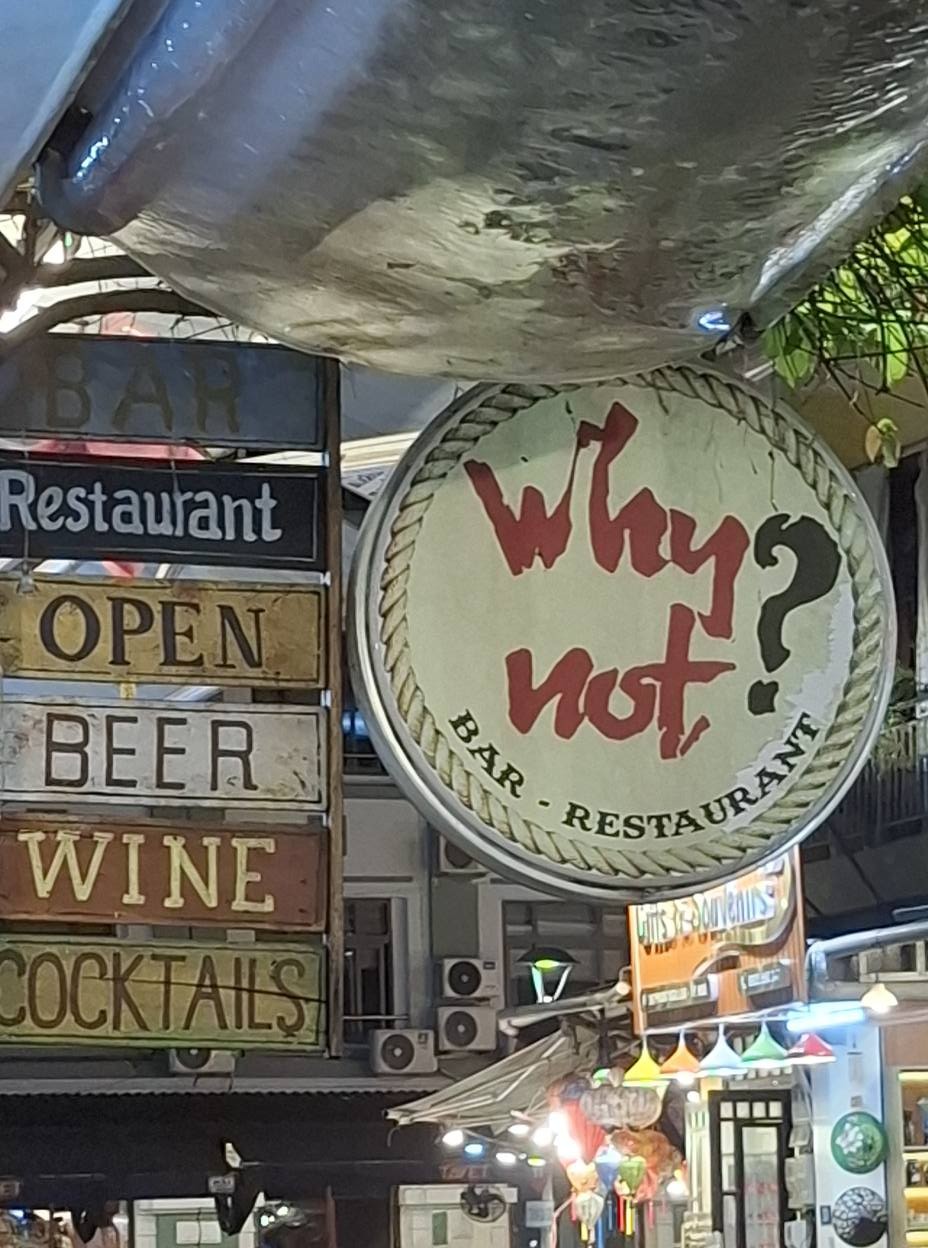 BAR
Restaurant
OPEN
BEER
WINE
COCKTAILS
Why
not
?
BAR - RESTAURANT
Gifts & Souvenirs